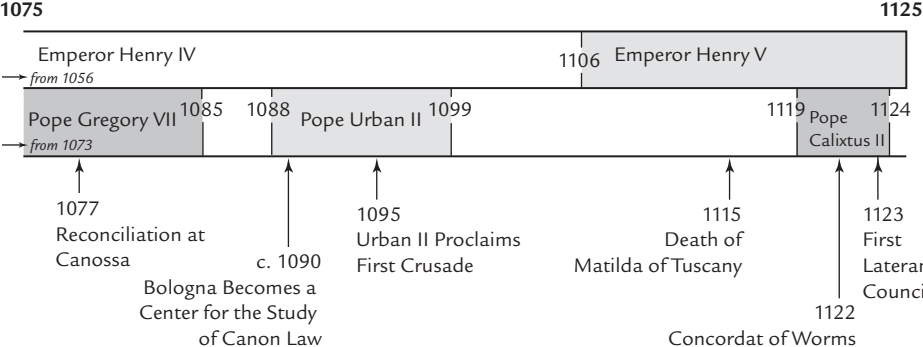 1075
1125
Emperor Henry IV
1106
Emperor Henry V
from 1056
Pope Gregory VII
1085
1088
Pope Urban II
1099
1119
Pope
Calixtus II
1124
from 1073
1077
Reconciliation at
Canossa
c. 1090
Bologna Becomes a
Center for the Study
of Canon Law
1095
Urban II Proclaims
First Crusade
1115
Death of
Matilda of Tuscany
1122
Concordat of Worms
1123
First
Lateran
Counci